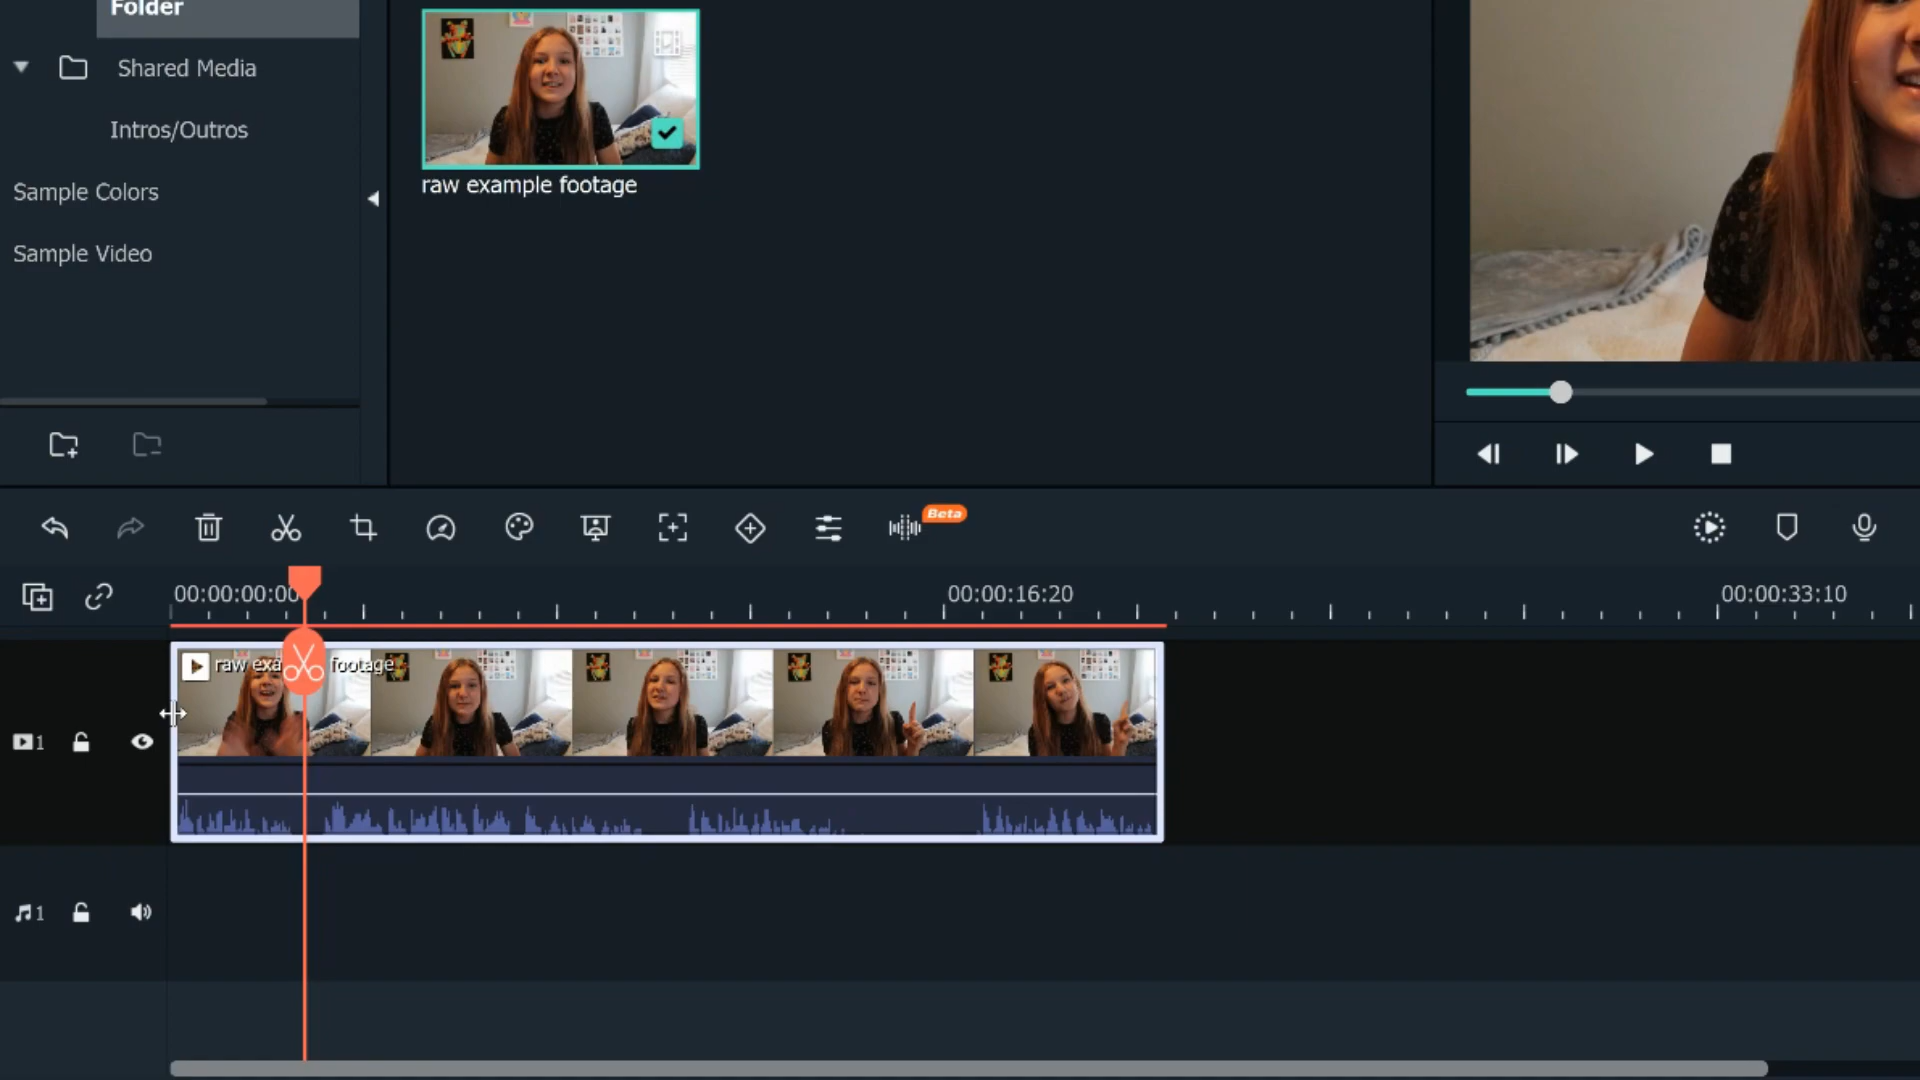 Folder
Shared Media
Intros/Outros
Sample Colors
Sample Video
raw example footage
Beta
00:00:00:00
00:00:16:20
00:00:33:10
raw exa footage
1
1